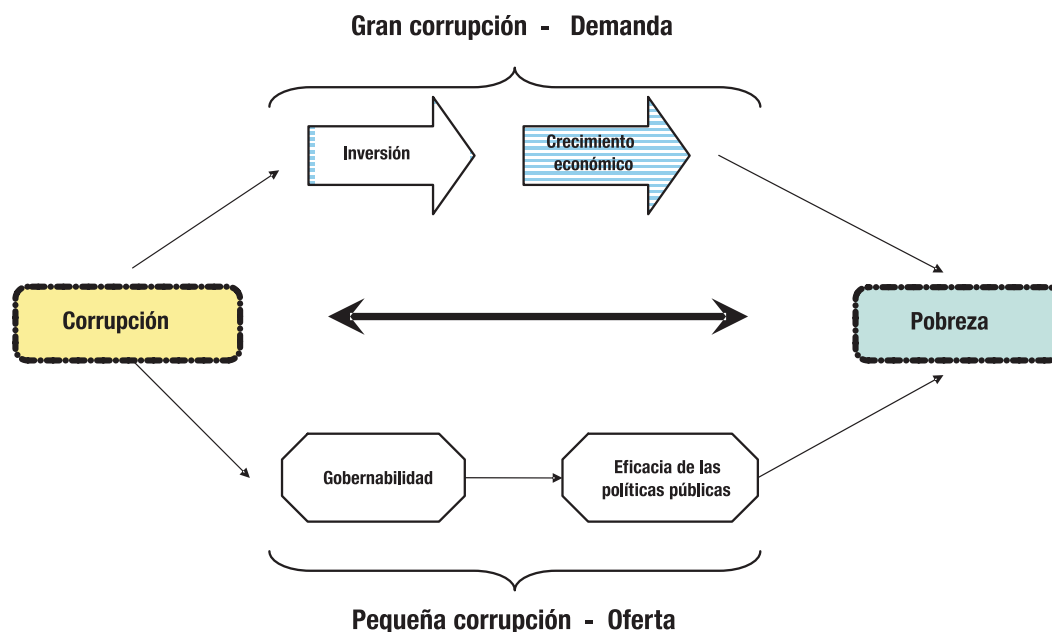 Gran corrupción - Demanda
Inversión
Crecimiento
económico
Corrupción
Pobreza
Gobernabilidad
Eficacia de las
políticas públicas
Pequeña corrupción - Oferta